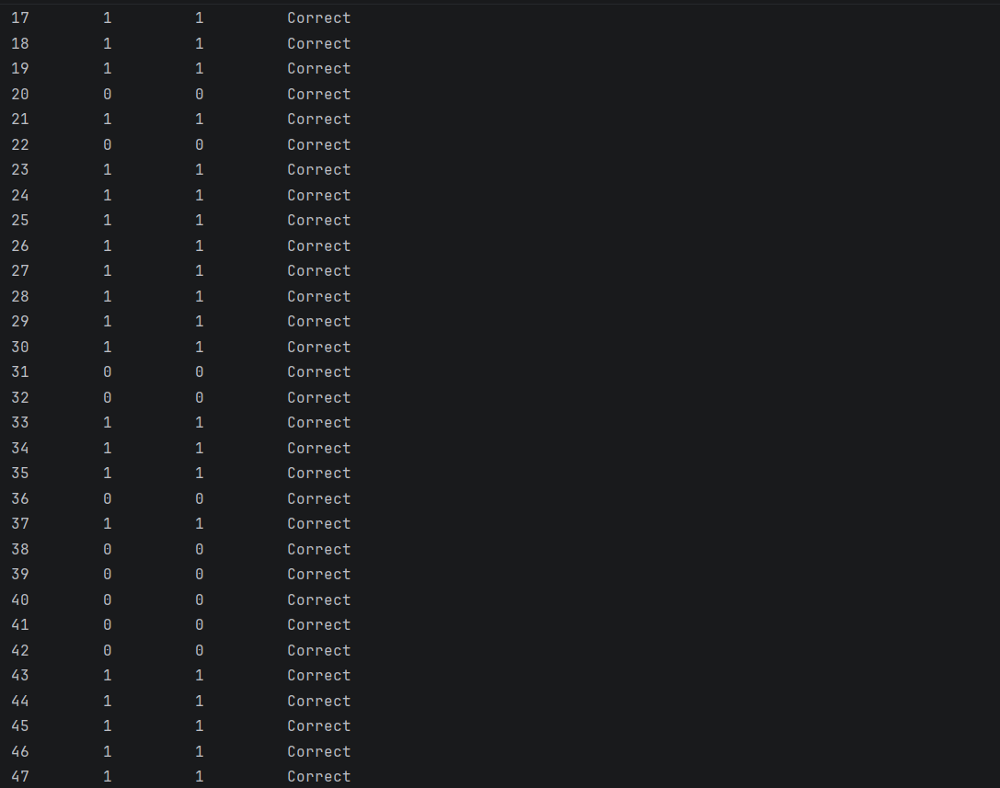 17 1 1 Correct
18 1 1 Correct
19 1 1 Correct
20 0 0 Correct
21 1 1 Correct
22 0 0 Correct
23 1 1 Correct
24 1 1 Correct
25 1 1 Correct
26 1 1 Correct
27 1 1 Correct
28 1 1 Correct
29 1 1 Correct
30 1 1 Correct
31 0 0 Correct
32 0 0 Correct
33 1 1 Correct
34 1 1 Correct
35 1 1 Correct
36 0 0 Correct
37 1 1 Correct
38 0 0 Correct
39 0 0 Correct
40 0 0 Correct
41 0 0 Correct
42 0 0 Correct
43 1 1 Correct
44 1 1 Correct
45 1 1 Correct
46 1 1 Correct
47 1 1 Correct